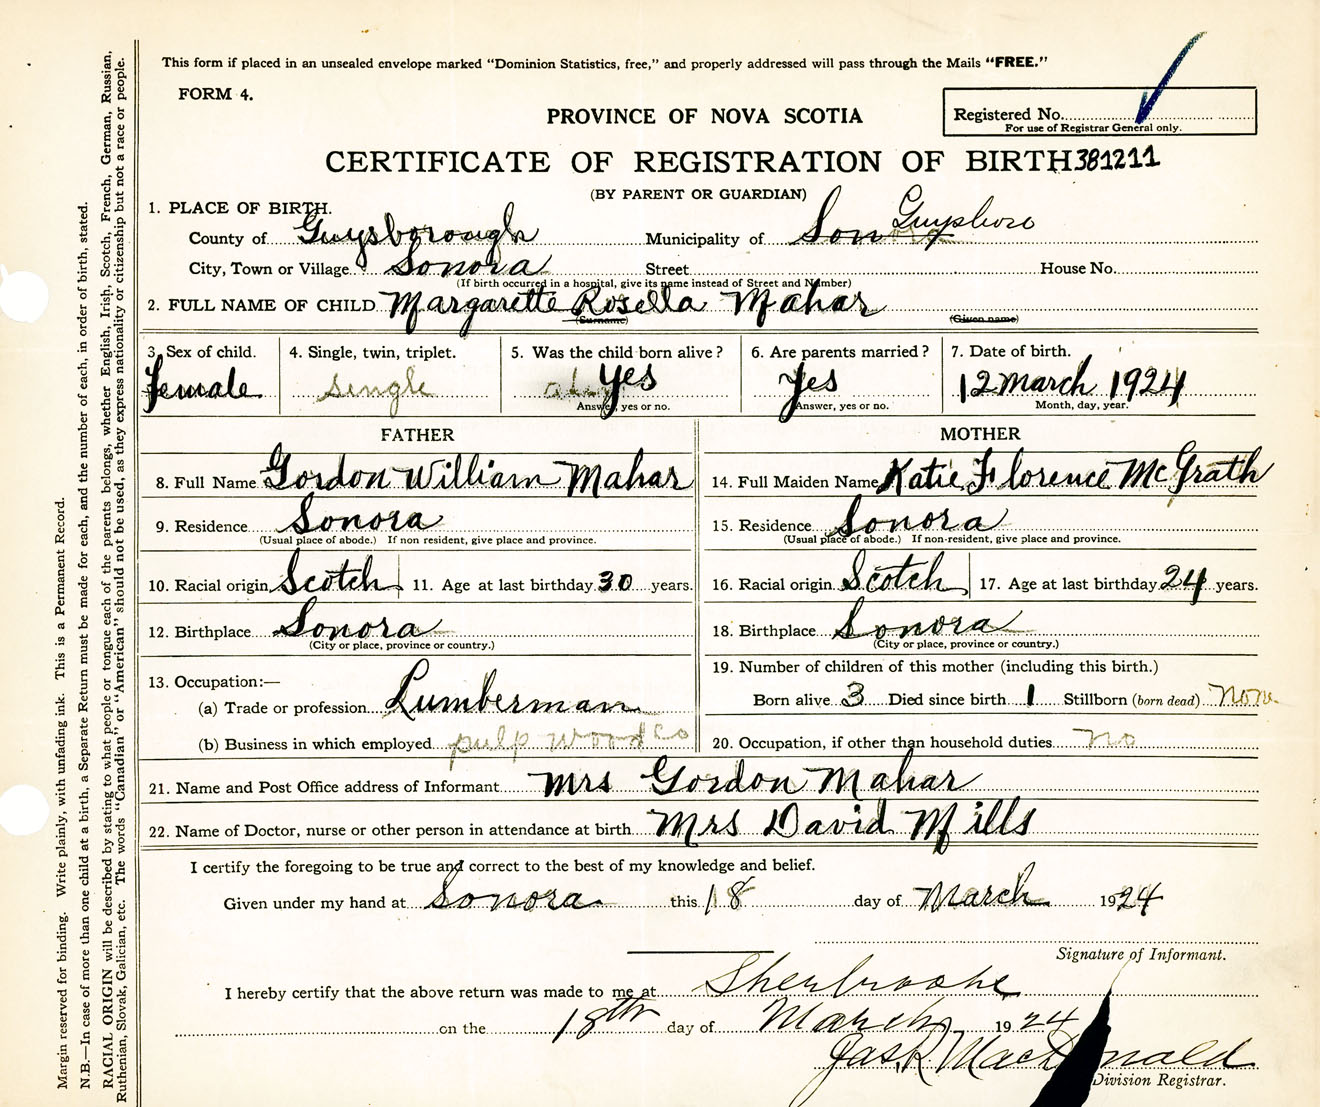 This form if placed in an unsealed envelope marked "Dominion Statistics, free," and properly addressed will pass through the Mails "FREE."
FORM 4.
PROVINCE OF NOVA SCOTIA
Registered No.
For use of Registrar General only.
CERTIFICATE OF REGISTRATION OF BIRTH 381211
(BY PARENT OR GUARDIAN)
1. PLACE OF BIRTH.
Guysboro
County of Guysborough Municipality of Sonora
City, Town or Village Sonora Street House No.
(If birth occurred in a hospital, give its name instead of Street and Number)
2. FULL NAME OF CHILD Margarette Rosella Mahar
(Surname) (Given name)
3. Sex of child. 4. Single, twin, triplet. 5. Was the child born alive? 6. Are parents married? 7. Date of birth.
female single Yes Yes 12 March 1924
Answer, yes or no. Answer, yes or no. Month, day, year.
FATHER MOTHER
8. Full Name Gordon William Mahar 14. Full Maiden Name Katie Florence McGrath
9. Residence Sonora 15. Residence Sonora
(Usual place of abode.) If non resident, give place and province. (Usual place of abode.) If non-resident, give place and province.
10. Racial origin Scotch 11. Age at last birthday 30 years. 16. Racial origin Scotch 17. Age at last birthday 24 years.
12. Birthplace Sonora 18. Birthplace Sonora
(City or place, province or country.) (City or place, province or country.)
13. Occupation:— 19. Number of children of this mother (including this birth.)
(a) Trade or profession Lumberman Born alive 3 Died since birth 1 Stillborn (born dead) None
(b) Business in which employed pulp wood Co 20. Occupation, if other than household duties no
21. Name and Post Office address of Informant Mrs Gordon Mahar
22. Name of Doctor, nurse or other person in attendance at birth Mrs David Mills
I certify the foregoing to be true and correct to the best of my knowledge and belief.
Given under my hand at Sonora this 18 day of March 1924
Signature of Informant.
I hereby certify that the above return was made to me at Sherbrooke
on the 18th day of March 1924
Jas. R MacDonald
Division Registrar.
Margin reserved for binding. Write plainly, with unfading ink. This is a Permanent Record.
N.B.—In case of more than one child at a birth, a Separate Return must be made for each, and the number of each, in order of birth, stated.
RACIAL ORIGIN will be described by stating to what people or tongue each of the parents belongs, whether English, Irish, Scotch, French, German, Russian,
Ruthenian, Slovak, Galician, etc. The words "Canadian" or "American" should not be used, as they express nationality or citizenship but not a race or people.